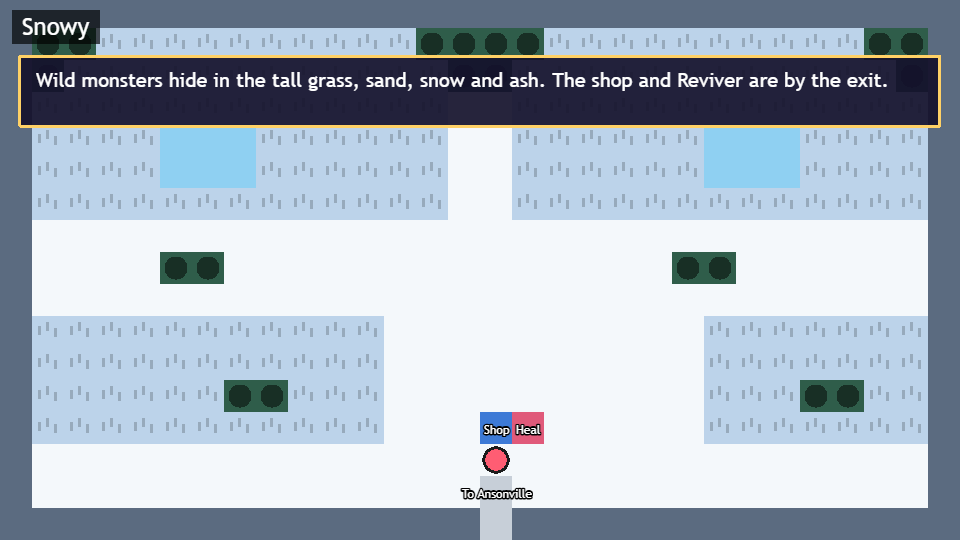 Snowy
Wild monsters hide in the tall grass, sand, snow and ash. The shop and Reviver are by the exit.
Shop Heal
To Ansonville